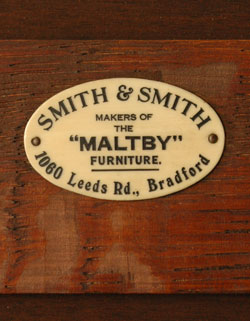 SMITH & SMITH
MAKERS OF
THE
"MALTBY"
FURNITURE.
1060 Leeds Rd., Bradford